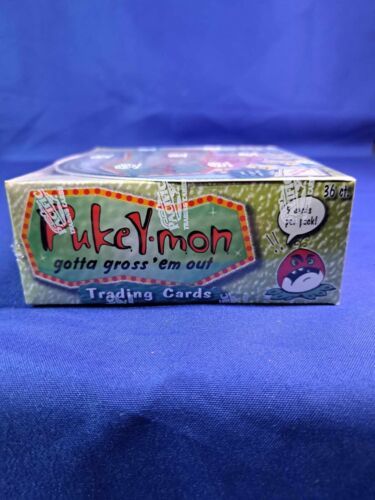 36 ct.
5 cards
per pack!
PukeY•mon
gotta gross 'em out
Trading Cards